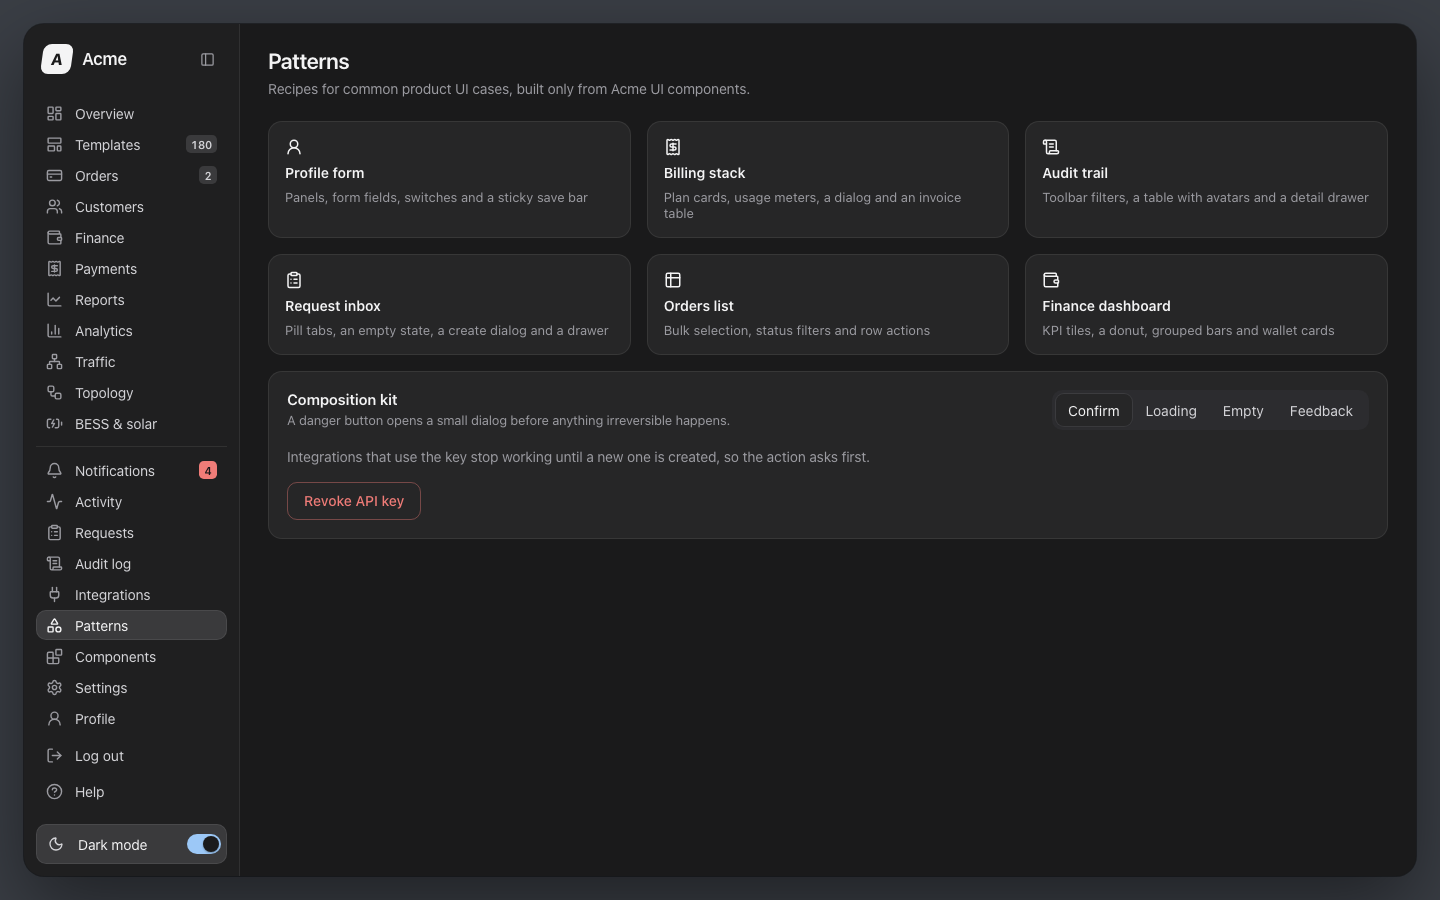 A Acme
Overview
Templates 180
Orders 2
Customers
Finance
Payments
Reports
Analytics
Traffic
Topology
BESS & solar
Notifications 4
Activity
Requests
Audit log
Integrations
Patterns
Components
Settings
Profile
Log out
Help
Dark mode
Patterns
Recipes for common product UI cases, built only from Acme UI components.
Profile form
Panels, form fields, switches and a sticky save bar
Billing stack
Plan cards, usage meters, a dialog and an invoice
table
Audit trail
Toolbar filters, a table with avatars and a detail drawer
Request inbox
Pill tabs, an empty state, a create dialog and a drawer
Orders list
Bulk selection, status filters and row actions
Finance dashboard
KPI tiles, a donut, grouped bars and wallet cards
Composition kit
A danger button opens a small dialog before anything irreversible happens.
Confirm Loading Empty Feedback
Integrations that use the key stop working until a new one is created, so the action asks first.
Revoke API key